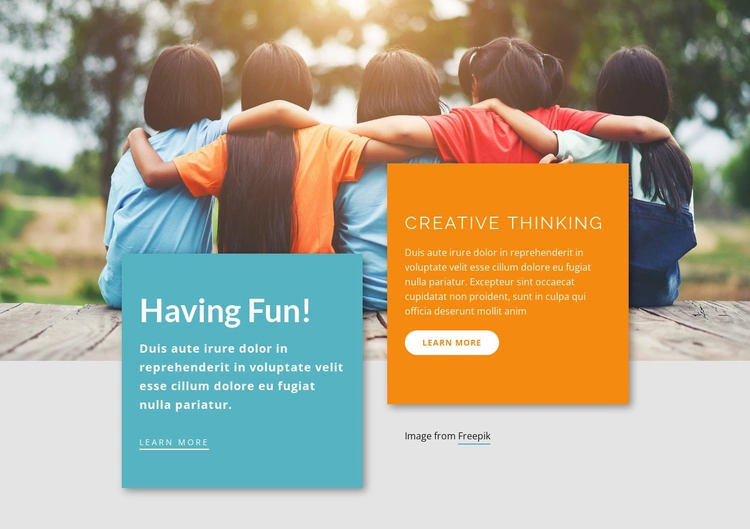 Having Fun!
Duis aute irure dolor in
reprehenderit in voluptate velit
esse cillum dolore eu fugiat
nulla pariatur.
LEARN MORE
CREATIVE THINKING
Duis aute irure dolor in reprehenderit in
voluptate velit esse cillum dolore eu fugiat
nulla pariatur. Excepteur sint occaecat
cupidatat non proident, sunt in culpa qui
officia deserunt mollit anim
LEARN MORE
Image from Freepik